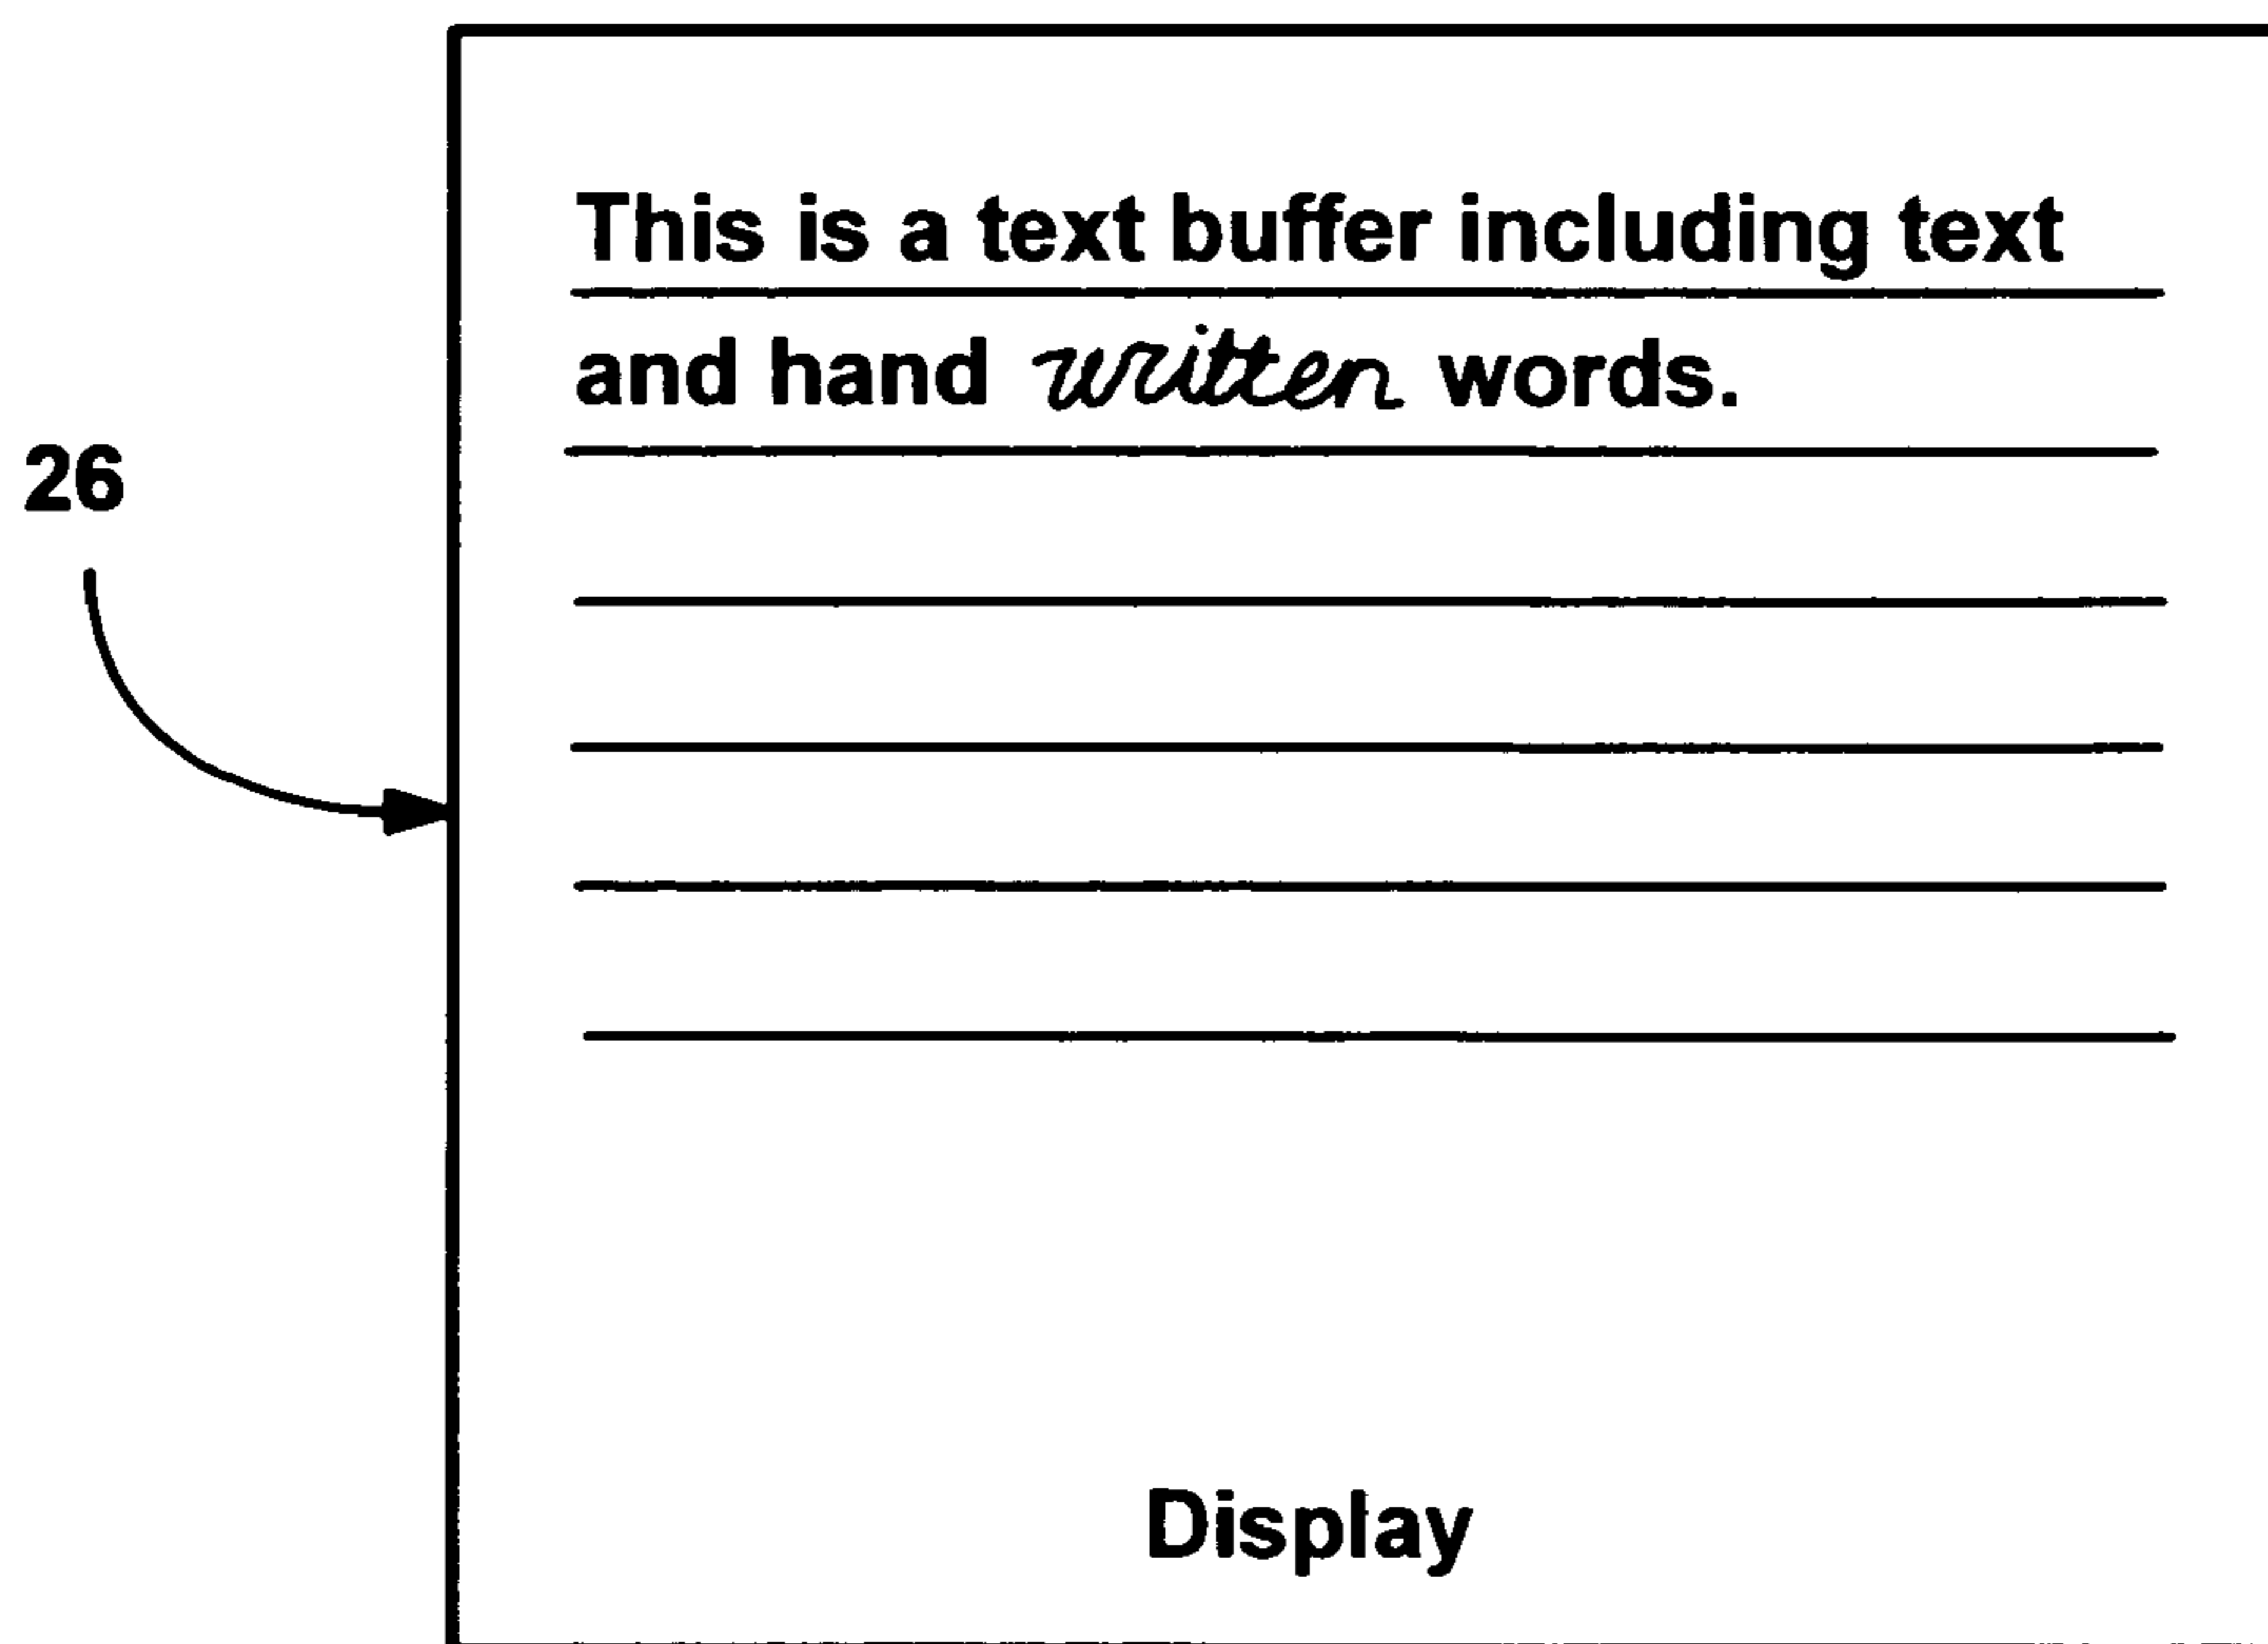 This is a text buffer including text
and hand written words.
26
Display